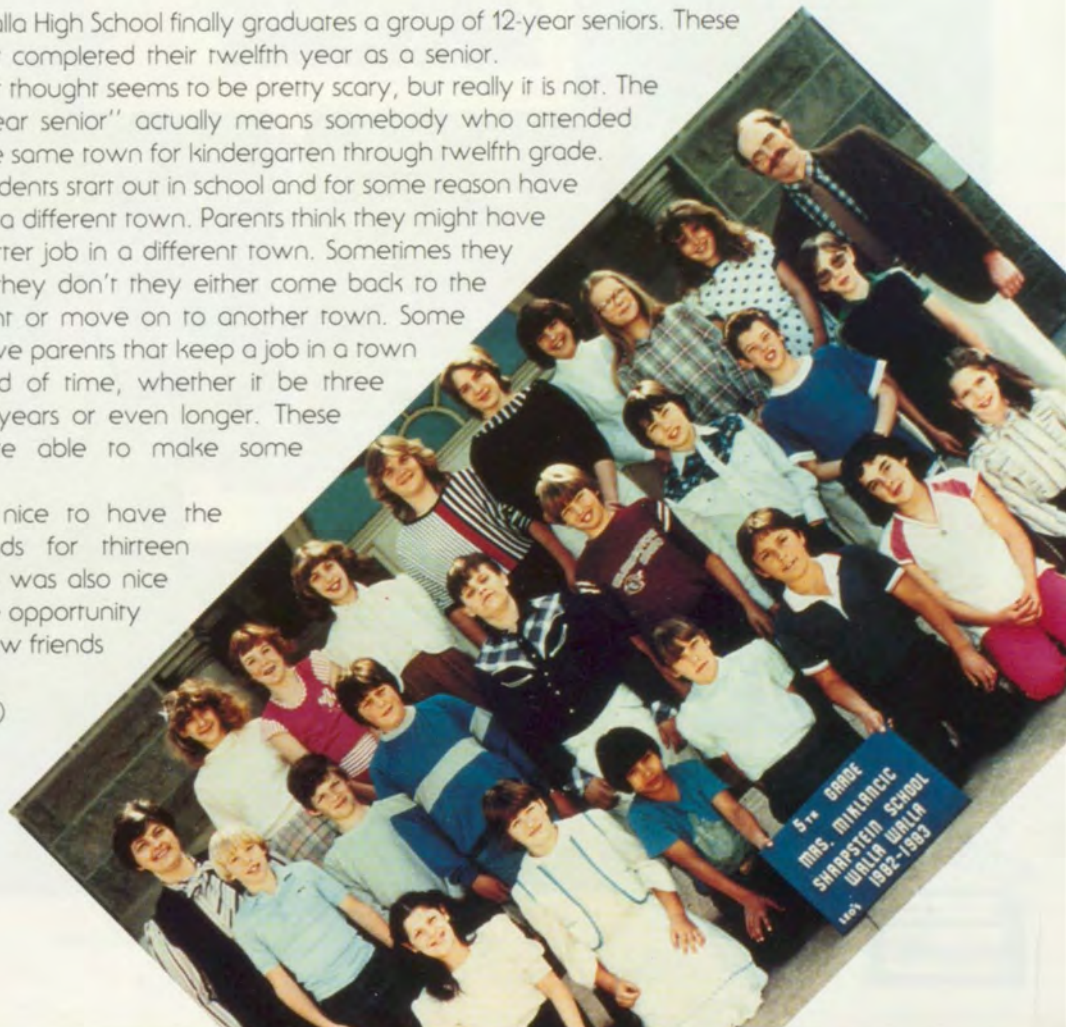 alla High School finally graduates a group of 12-year seniors. These
completed their twelfth year as a senior.
thought seems to be pretty scary, but really it is not. The
ear senior" actually means somebody who attended
same town for kindergarten through twelfth grade.
dents start out in school and for some reason have
a different town. Parents think they might have
tter job in a different town. Sometimes they
they don't they either come back to the
nt or move on to another town. Some
ve parents that keep a job in a town
d of time, whether it be three
years or even longer. These
e able to make some
nice to have the
ds for thirteen
was also nice
opportunity
w friends
)
5TH GRADE
MRS. MIKLANCIC
SHARPSTEIN SCHOOL
WALLA WALLA
1982-1983
LEO'S